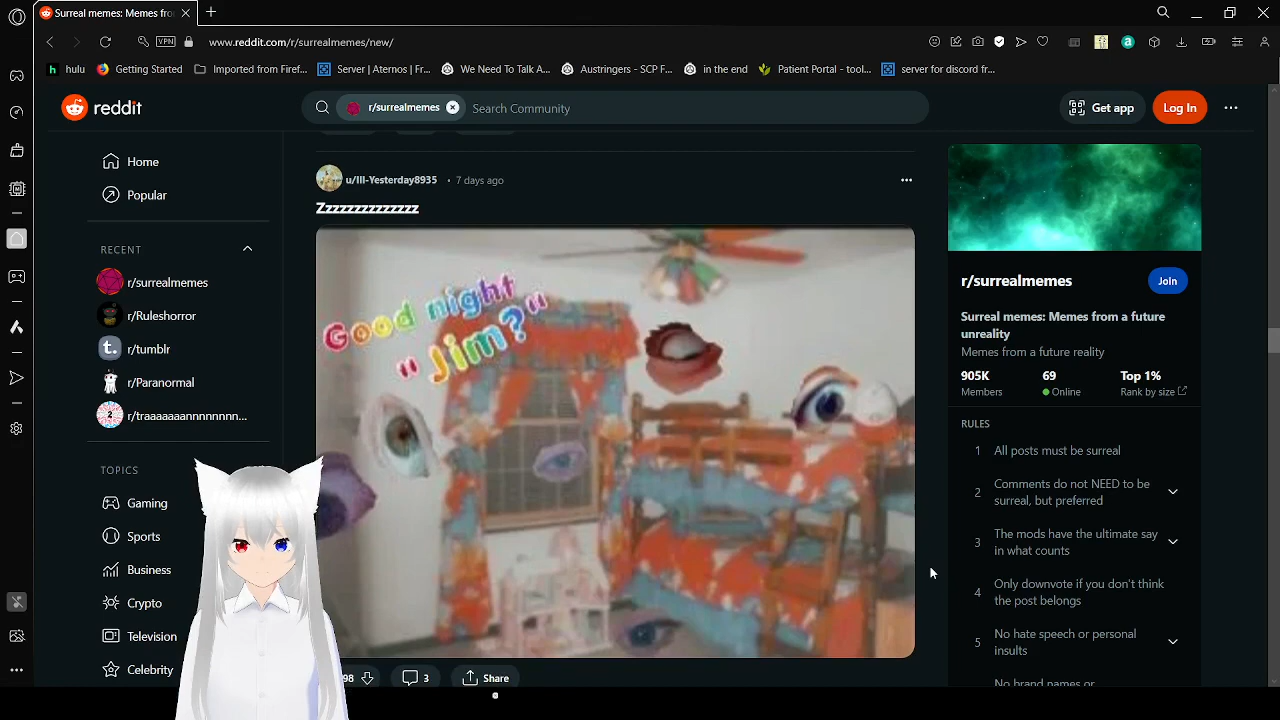 Surreal memes: Memes fro
VPN
www.reddit.com/r/surrealmemes/new/
h hulu
Getting Started
Imported from Firef...
Server | Aternos | Fr...
We Need To Talk A...
Austringers - SCP F...
in the end
Patient Portal - tool...
server for discord fr...
reddit
r/surrealmemes
Search Community
Get app
Log In
Home
Popular
RECENT
r/surrealmemes
r/Ruleshorror
r/tumblr
r/Paranormal
r/traaaaaaannnnnnnn...
TOPICS
Gaming
Sports
Business
Crypto
Television
Celebrity
u/Ill-Yesterday8935 • 7 days ago
Zzzzzzzzzzzzzz
Good night
"Jim?"
98
3
Share
r/surrealmemes
Join
Surreal memes: Memes from a future
unreality
Memes from a future reality
905K 69 Top 1%
Members Online Rank by size
RULES
1 All posts must be surreal
2 Comments do not NEED to be
surreal, but preferred
3 The mods have the ultimate say
in what counts
4 Only downvote if you don't think
the post belongs
5 No hate speech or personal
insults
No brand names or